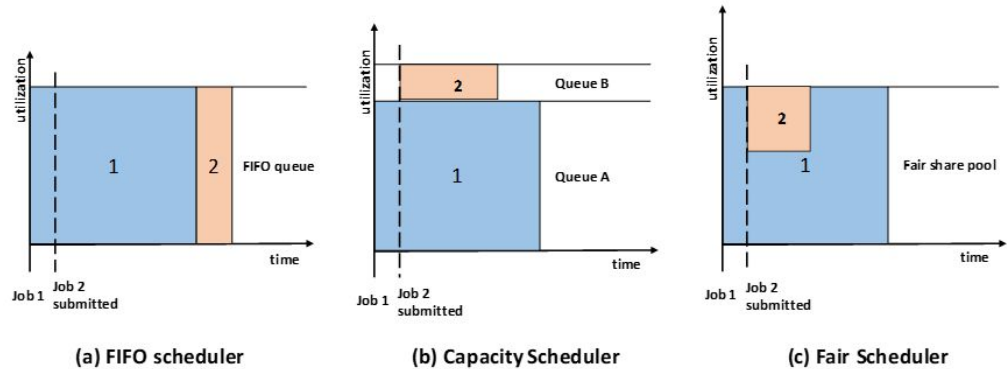 utilization
1
2
FIFO queue
time
Job 1
Job 2
submitted
(a) FIFO scheduler
utilization
2
Queue B
1
Queue A
time
Job 1
Job 2
submitted
(b) Capacity Scheduler
utilization
2
1
Fair share pool
time
Job 1
Job 2
submitted
(c) Fair Scheduler